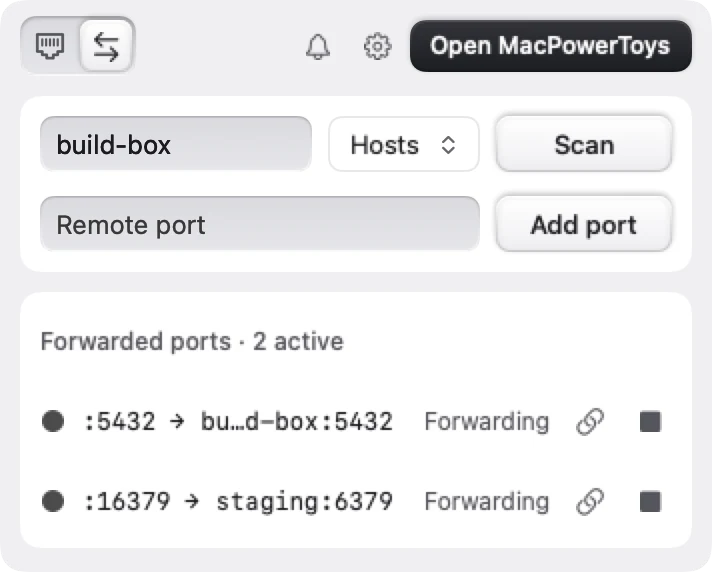 Open MacPowerToys
build-box Hosts Scan
Remote port Add port
Forwarded ports · 2 active
:5432 → bu…d-box:5432 Forwarding
:16379 → staging:6379 Forwarding